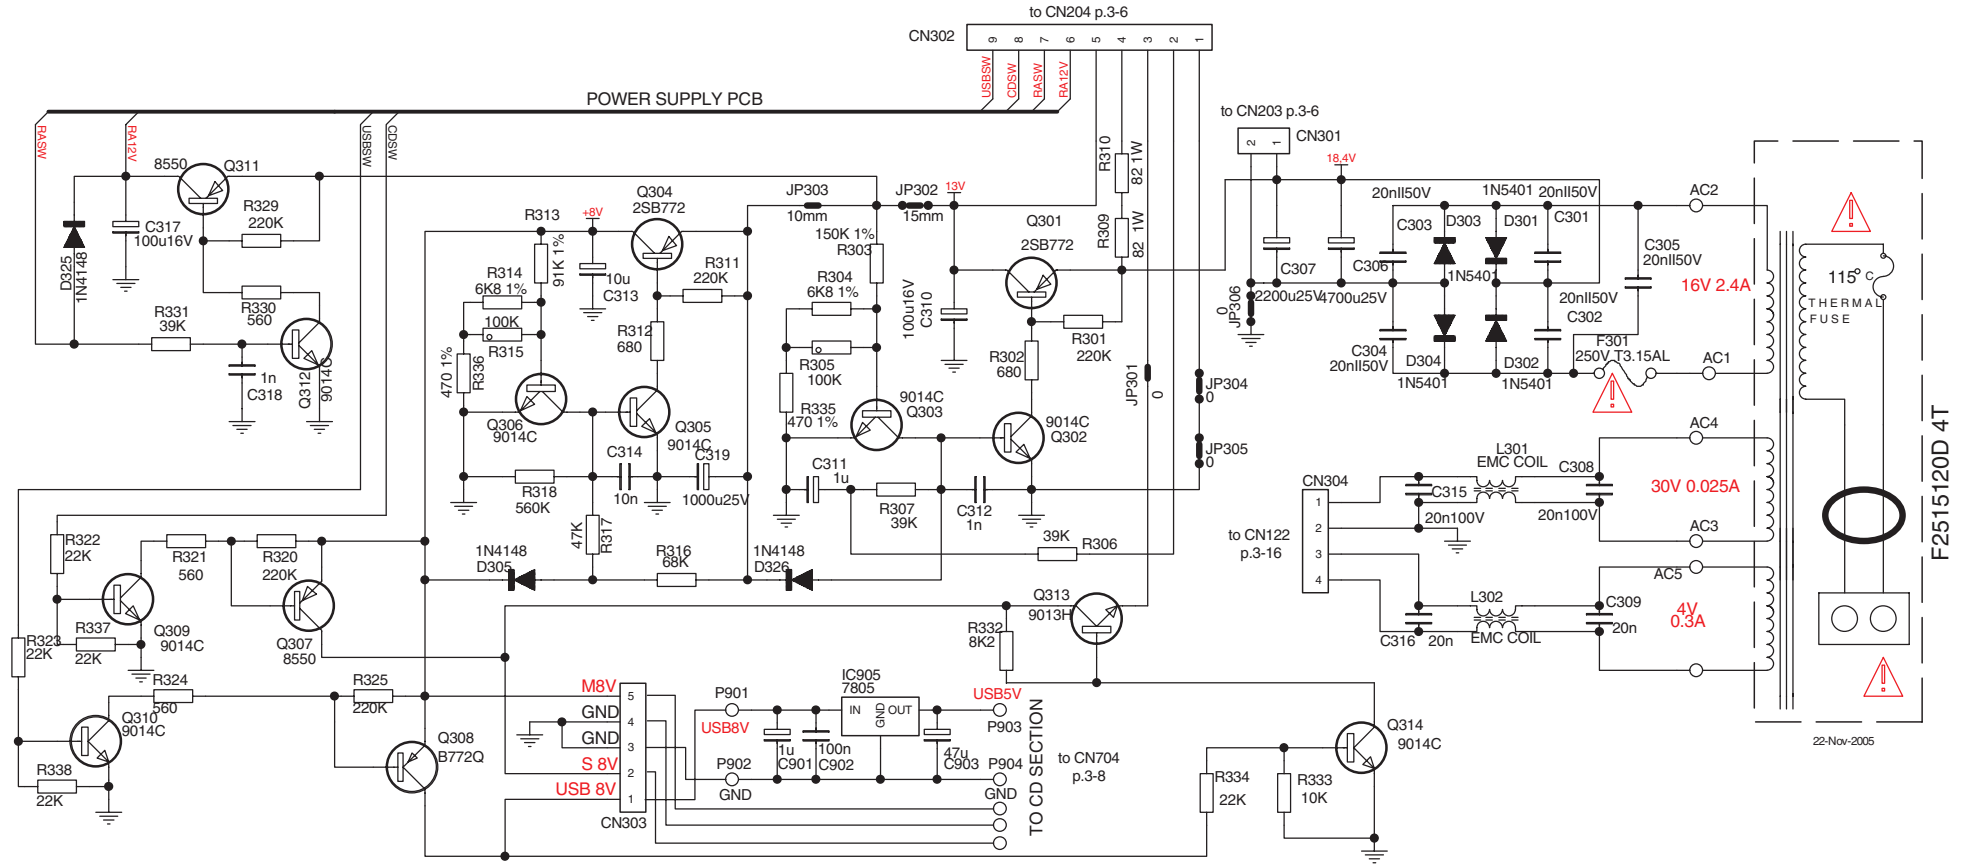 to CN204 p.3-6
CN302
9 8 7 6 5 4 3 2 1
USBSW
CDSW
RASW
RA12V
POWER SUPPLY PCB
RASW
RA12V
USBSW
CDSW
to CN203 p.3-6
CN301
2 1
8550
Q311
R329
220K
C317
100u16V
D325
1N4148
R330
560
R331
39K
1n
C318
Q312
9014C
Q304
2SB772
R313
+8V
91K 1%
R314
6K8 1%
10u
C313
R311
220K
100K
R315
R312
680
470 1%
R336
Q306
9014C
Q305
9014C
C314
10n
C319
1000u25V
R318
560K
47K
R317
1N4148
D305
R316
68K
1N4148
D326
JP303
10mm
JP302
15mm
13V
150K 1%
R303
R304
6K8 1%
R305
100K
R335
470 1%
9014C
Q303
100u16V
C310
Q301
2SB772
R310
82 1W
R309
82 1W
R301
220K
R302
680
9014C
Q302
C311
1u
R307
39K
C312
1n
39K
R306
JP301
0
JP304
0
JP305
0
JP306
0
18,4V
C307
2200u25V
C306
4700u25V
20nII50V
C303
D303
1N5401
D301
20nII50V
C301
1N5401
C305
20nII50V
20nII50V
C302
C304
20nII50V
D304
1N5401
D302
1N5401
F301
250V T3.15AL
AC2
16V 2.4A
AC1
115° C
THERMAL
FUSE
AC4
30V 0.025A
AC3
AC5
4V
0.3A
F2515120D 4T
22-Nov-2005
L301
EMC COIL
C308
20n100V
C315
20n100V
CN304
1
2
3
4
to CN122
p.3-16
L302
EMC COIL
C309
20n
C316
20n
R322
22K
R321
560
R320
220K
Q309
9014C
R337
22K
R323
22K
Q307
8550
R324
560
R325
220K
Q310
9014C
R338
22K
Q308
B772Q
M8V
GND
GND
S 8V
USB 8V
5
4
3
2
1
CN303
P901
USB8V
P902
GND
IC905
7805
IN
GND
OUT
1u
C901
100n
C902
47u
C903
USB5V
P903
P904
GND
TO CD SECTION
to CN704
p.3-8
Q313
9013H
R332
8K2
R334
22K
R333
10K
Q314
9014C